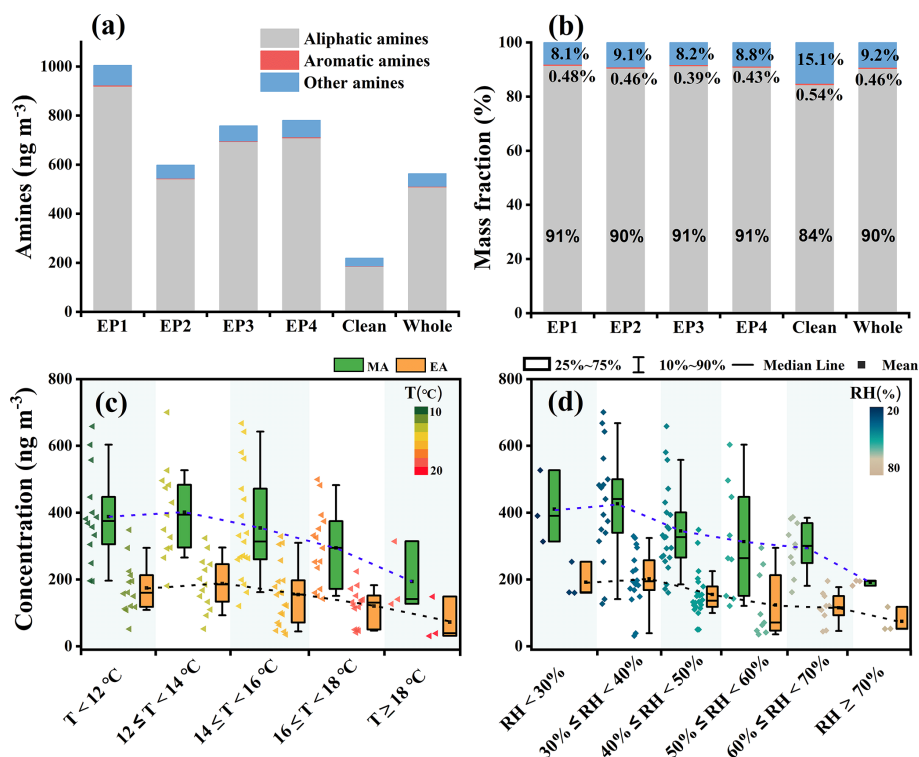 (a)
Aliphatic amines
Aromatic amines
Other amines
Amines (ng m⁻³)
1000
800
600
400
200
0
EP1 EP2 EP3 EP4 Clean Whole
(b)
Mass fraction (%)
100
80
60
40
20
0
8.1% 9.1% 8.2% 8.8% 15.1% 9.2%
0.48% 0.46% 0.39% 0.43% 0.54% 0.46%
91% 90% 91% 91% 84% 90%
EP1 EP2 EP3 EP4 Clean Whole
MA EA
(c)
T(°C)
10
20
Concentration (ng m⁻³)
800
600
400
200
0
T < 12 °C
12 ≤ T < 14 °C
14 ≤ T < 16 °C
16 ≤ T < 18 °C
T ≥ 18 °C
25%~75% 10%~90% Median Line Mean
(d)
RH(%)
20
80
800
600
400
200
0
RH < 30%
30% ≤ RH < 40%
40% ≤ RH < 50%
50% ≤ RH < 60%
60% ≤ RH < 70%
RH ≥ 70%